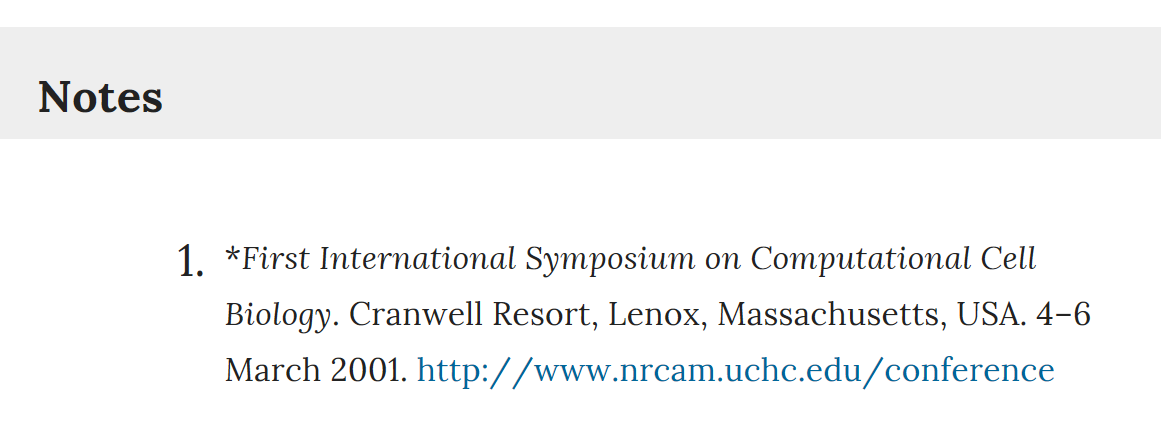 Notes
1. *First International Symposium on Computational Cell
Biology. Cranwell Resort, Lenox, Massachusetts, USA. 4–6
March 2001. http://www.nrcam.uchc.edu/conference